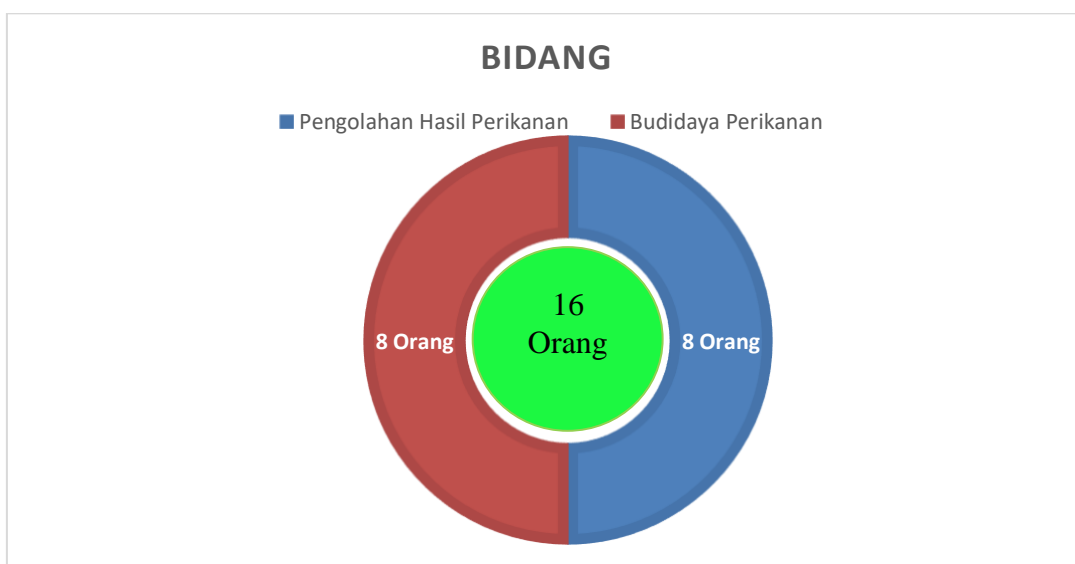 BIDANG
Pengolahan Hasil Perikanan
Budidaya Perikanan
8 Orang
16
Orang
8 Orang